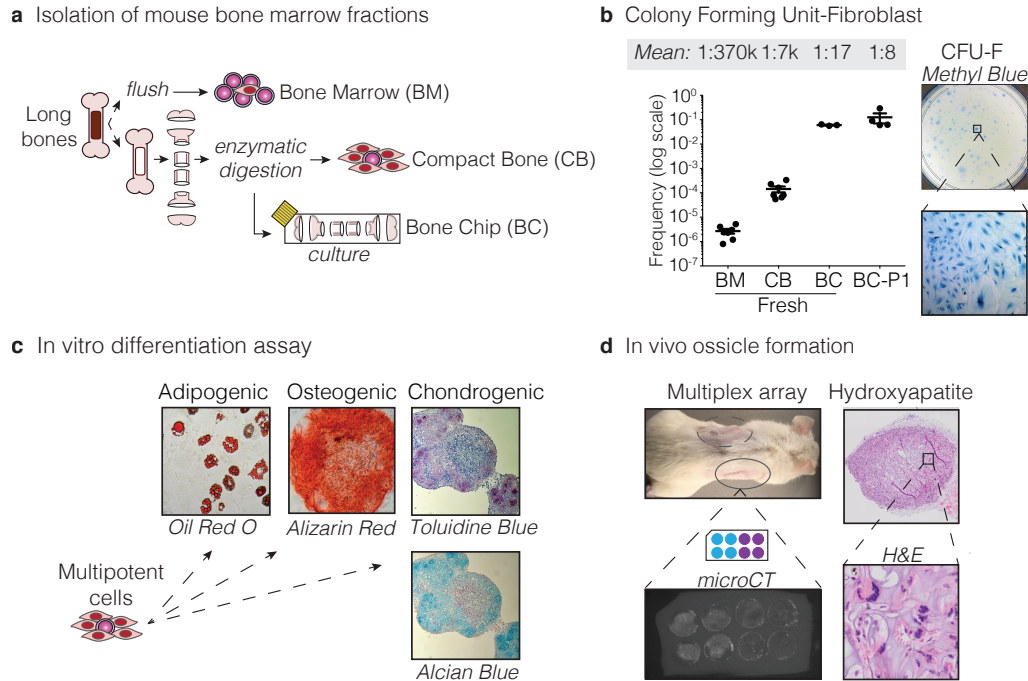 a Isolation of mouse bone marrow fractions
Long
bones
flush
Bone Marrow (BM)
enzymatic
digestion
Compact Bone (CB)
Bone Chip (BC)
culture
b Colony Forming Unit-Fibroblast
Mean: 1:370k 1:7k 1:17 1:8
CFU-F
Methyl Blue
Frequency (log scale)
10⁰
10⁻¹
10⁻²
10⁻³
10⁻⁴
10⁻⁵
10⁻⁶
10⁻⁷
BM CB BC BC-P1
Fresh
c In vitro differentiation assay
Adipogenic Osteogenic Chondrogenic
Oil Red O Alizarin Red Toluidine Blue
Multipotent
cells
Alcian Blue
d In vivo ossicle formation
Multiplex array Hydroxyapatite
microCT
H&E